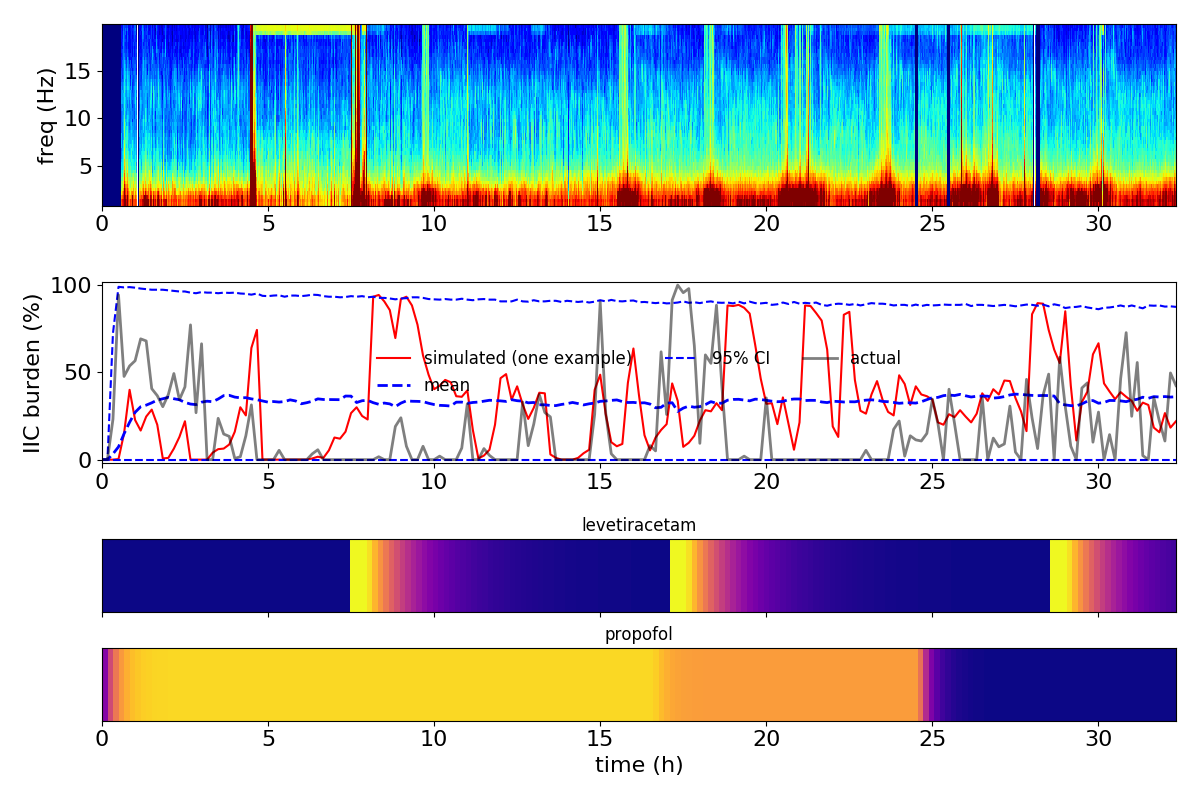 freq (Hz)
15
10
5
0 5 10 15 20 25 30
IIC burden (%)
100
50
0
simulated (one example) 95% CI actual
mean
0 5 10 15 20 25 30
levetiracetam
propofol
0 5 10 15 20 25 30
time (h)